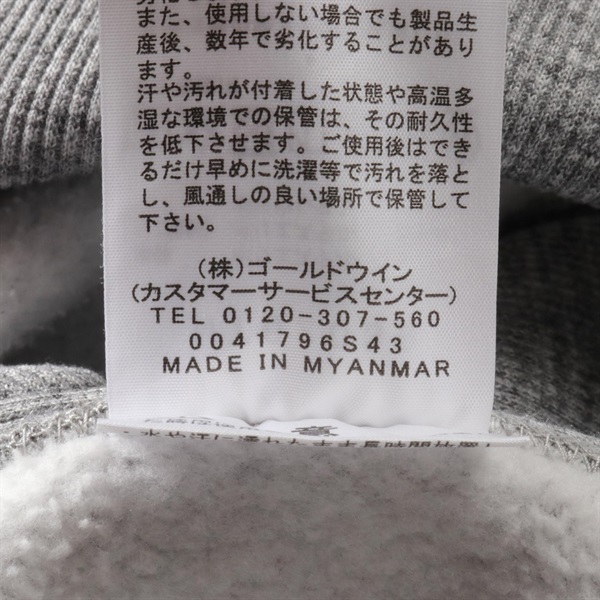 また、使用しない場合でも製品生
産後、数年で劣化することがあり
ます。
汗や汚れが付着した状態や高温多
湿な環境での保管は、その耐久性
を低下させます。ご使用後はでき
るだけ早めに洗濯等で汚れを落と
し、風通しの良い場所で保管して
下さい。
(株)ゴールドウイン
(カスタマーサービスセンター)
TEL 0120-307-560
0041796S43
MADE IN MYANMAR